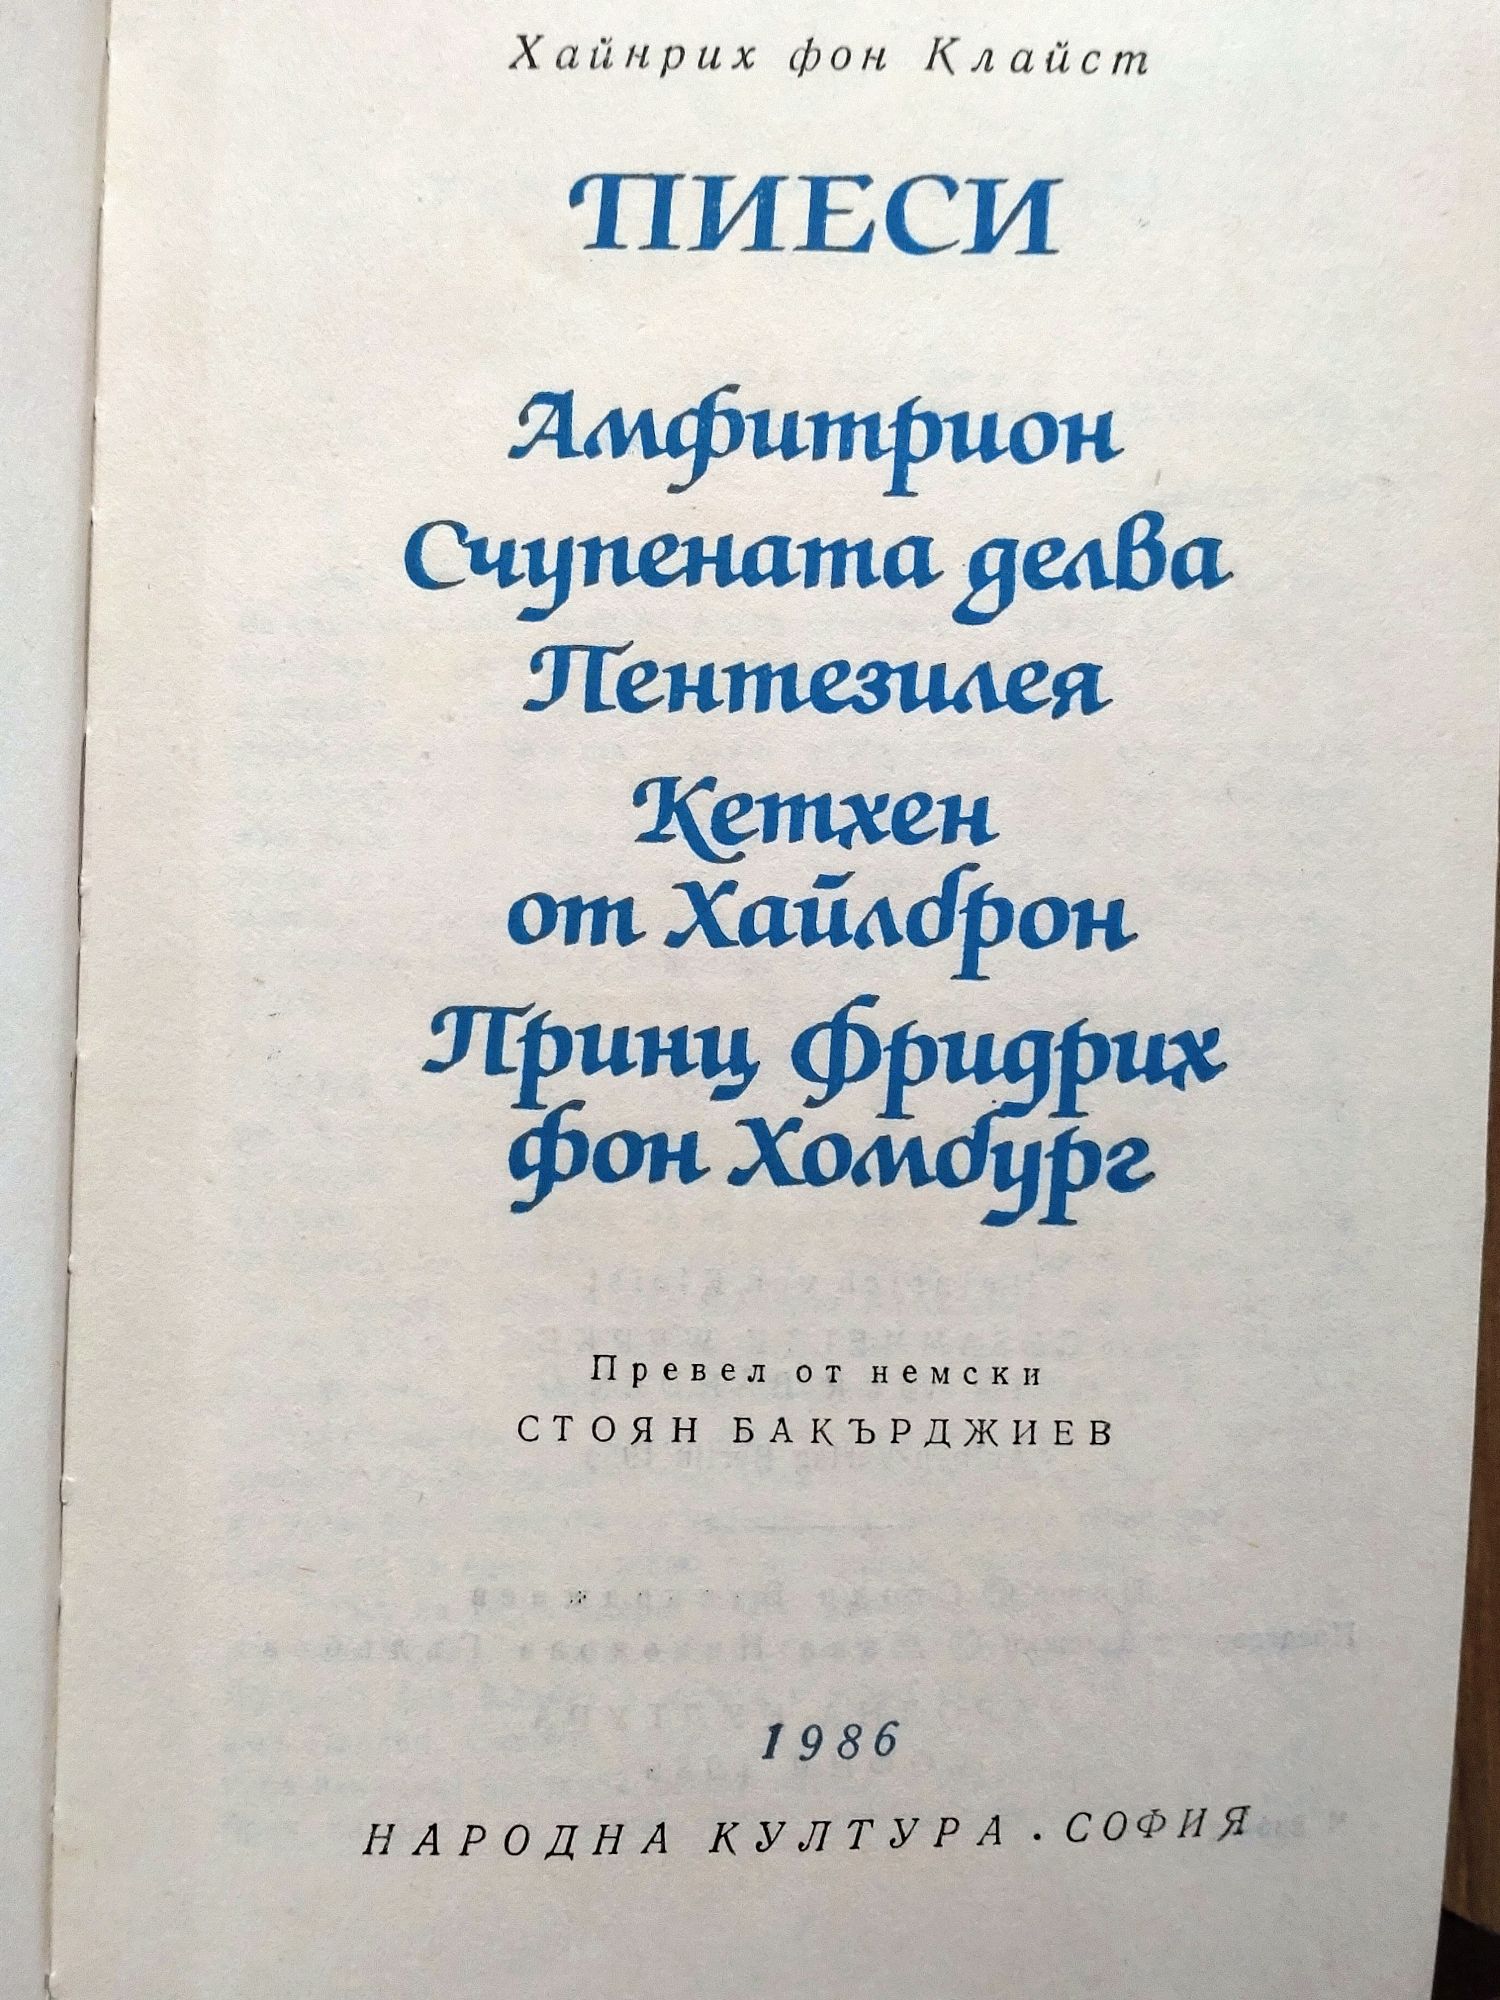 Хайнрих фон Клайст
ПИЕСИ
Амфитрион
Счупената делва
Пентезилея
Кетхен
от Хайлброн
Принц Фридрих
фон Хомбург
Превел от немски
СТОЯН БАКЪРДЖИЕВ
1986
НАРОДНА КУЛТУРА . СОФИЯ